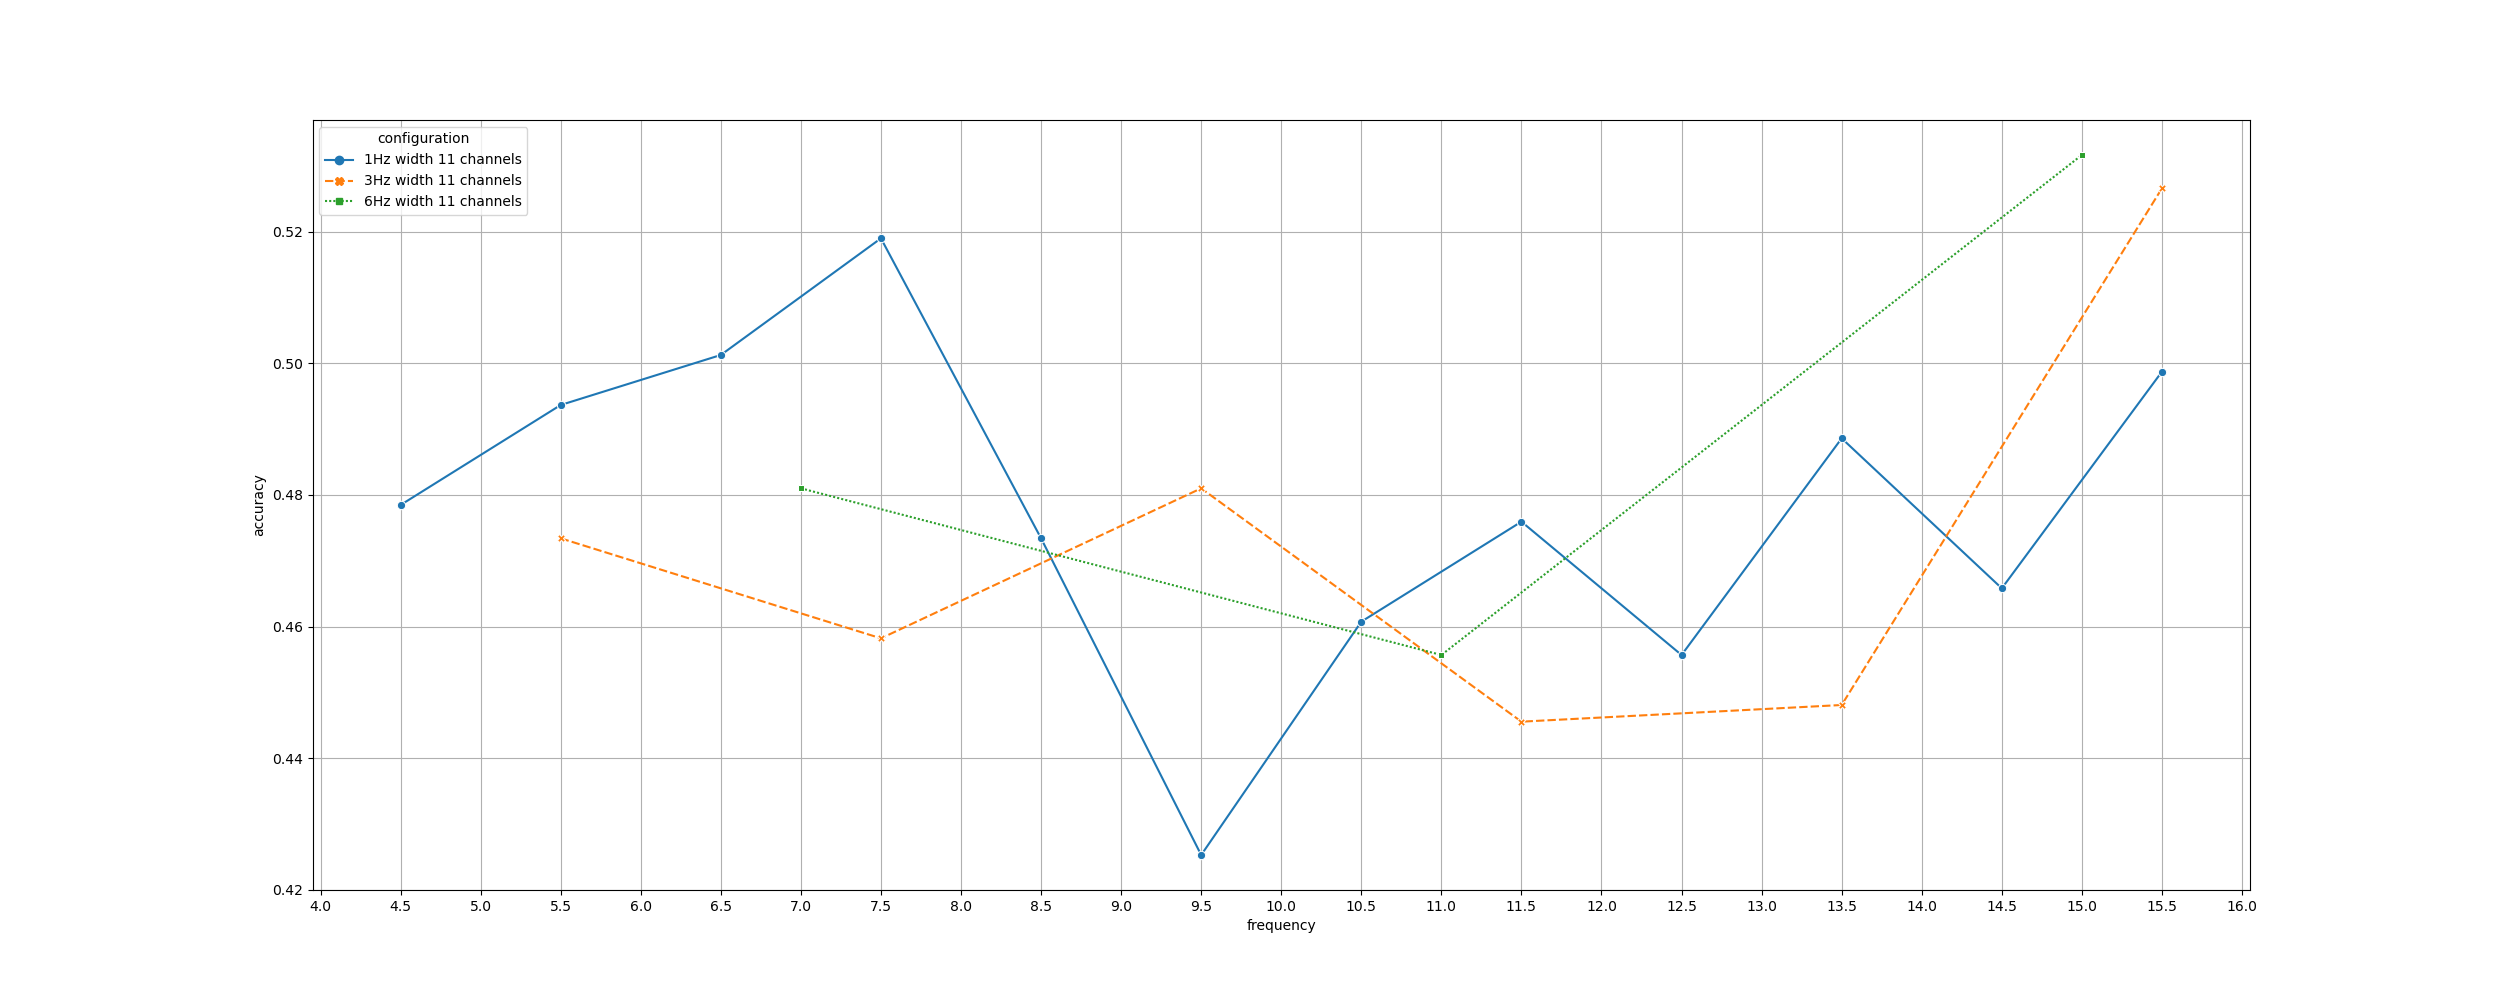 configuration
1Hz width 11 channels
3Hz width 11 channels
6Hz width 11 channels
0.52
0.50
0.48
0.46
0.44
0.42
accuracy
4.0 4.5 5.0 5.5 6.0 6.5 7.0 7.5 8.0 8.5 9.0 9.5 10.0 10.5 11.0 11.5 12.0 12.5 13.0 13.5 14.0 14.5 15.0 15.5 16.0
frequency